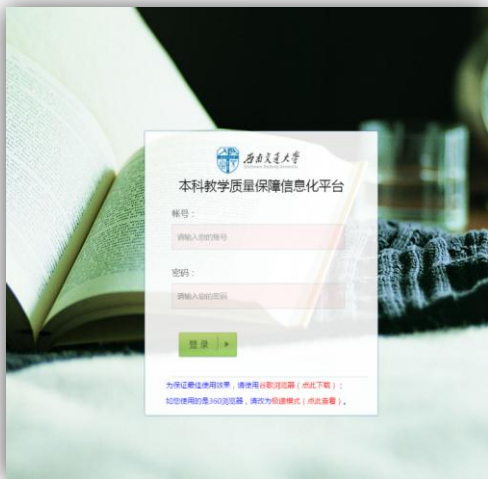 西南交通大学
本科教学质量保障信息化平台
帐号：
请输入您的账号
密码：
请输入您的密码
登 录
为保证最佳使用效果，请使用谷歌浏览器（点此下载）；
如您使用的是360浏览器，请改为极速模式（点此查看）。